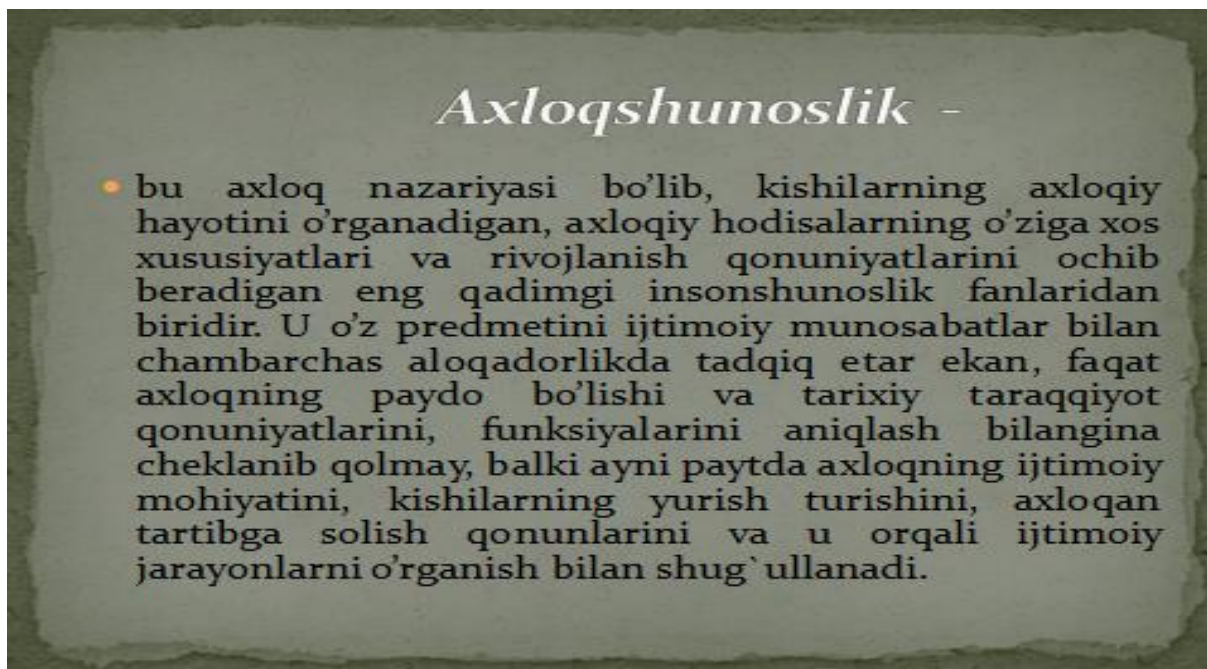 Axloqshunoslik -
• bu axloq nazariyasi bo’lib, kishilarning axloqiy
hayotini o’rganadigan, axloqiy hodisalarning o’ziga xos
xususiyatlari va rivojlanish qonuniyatlarini ochib
beradigan eng qadimgi insonshunoslik fanlaridan
biridir. U o’z predmetini ijtimoiy munosabatlar bilan
chambarchas aloqadorlikda tadqiq etar ekan, faqat
axloqning paydo bo’lishi va tarixiy taraqqiyot
qonuniyatlarini, funksiyalarini aniqlash bilangina
cheklanib qolmay, balki ayni paytda axloqning ijtimoiy
mohiyatini, kishilarning yurish turishini, axloqan
tartibga solish qonunlarini va u orqali ijtimoiy
jarayonlarni o’rganish bilan shug`ullanadi.